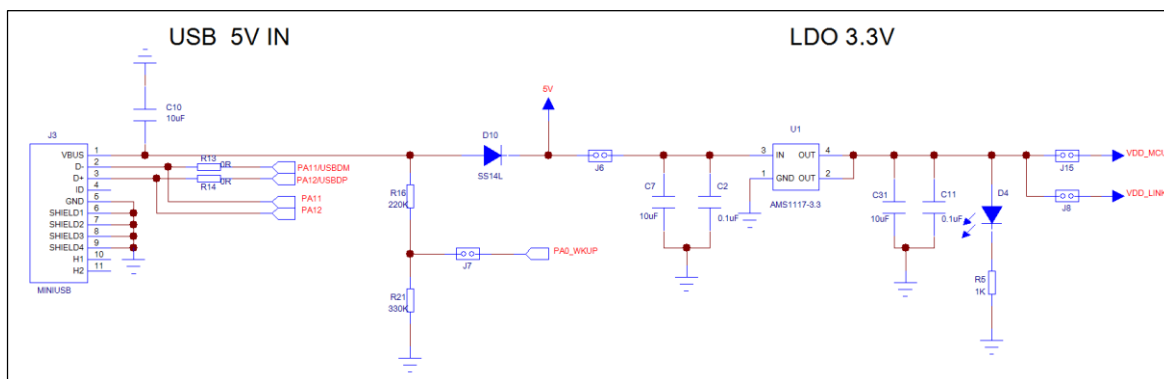 USB 5V IN
LDO 3.3V
C10
10uF
J3
VBUS 1
D- 2
D+ 3
ID 4
GND 5
SHIELD1 6
SHIELD2 7
SHIELD3 8
SHIELD4 9
H1 10
H2 11
MINIUSB
R13 0R
R14 0R
PA11/USBDM
PA12/USBDP
PA11
PA12
R16
220K
R21
330K
J7
PA0_WKUP
D10
SS14L
5V
J6
C7
10uF
C2
0.1uF
U1
3 IN OUT 4
1 GND OUT 2
AMS1117-3.3
C31
10uF
C11
0.1uF
D4
R5
1K
J15
VDD_MCU
J8
VDD_LINK